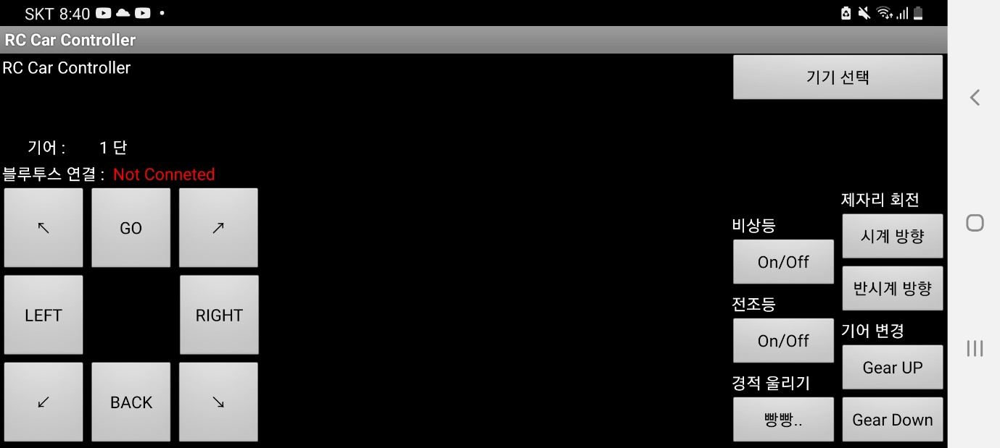 SKT 8:40
RC Car Controller
RC Car Controller
기기 선택
기어 : 1 단
블루투스 연결 : Not Conneted
↖ GO ↗
LEFT RIGHT
↙ BACK ↘
비상등
On/Off
전조등
On/Off
경적 울리기
빵빵..
제자리 회전
시계 방향
반시계 방향
기어 변경
Gear UP
Gear Down